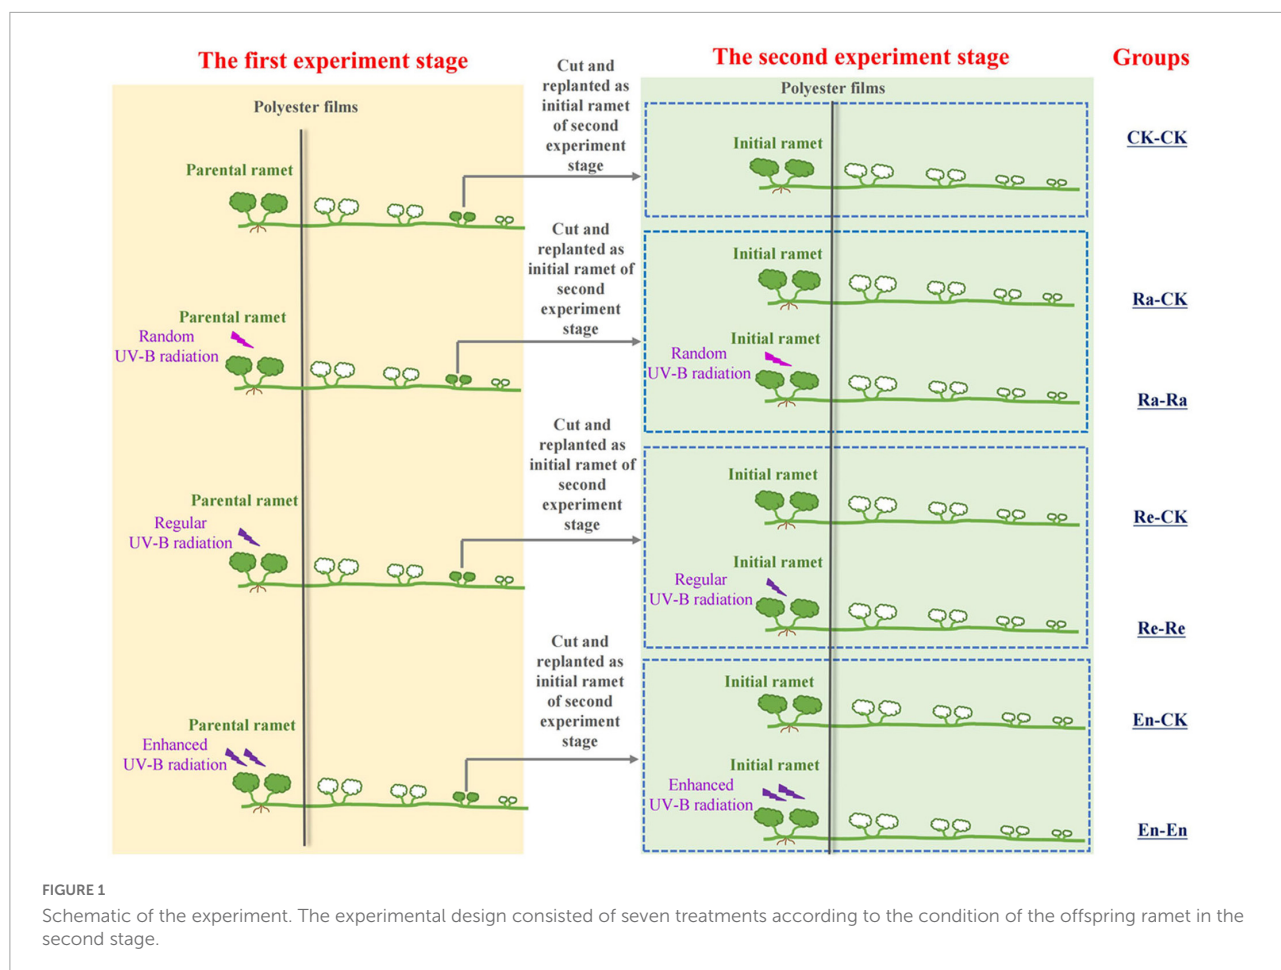 The first experiment stage
Polyester films
Parental ramet
Parental ramet
Random
UV-B radiation
Parental ramet
Regular
UV-B radiation
Parental ramet
Enhanced
UV-B radiation
Cut and
replanted as
initial ramet
of second
experiment
stage
Cut and
replanted as
initial ramet of
second
experiment
stage
Cut and
replanted as
initial ramet of
second
experiment
stage
Cut and
replanted as
initial ramet
of second
experiment
stage
The second experiment stage
Polyester films
Initial ramet
Initial ramet
Initial ramet
Random
UV-B radiation
Initial ramet
Initial ramet
Regular
UV-B radiation
Initial ramet
Initial ramet
Enhanced
UV-B radiation
Groups
CK-CK
Ra-CK
Ra-Ra
Re-CK
Re-Re
En-CK
En-En
FIGURE 1
Schematic of the experiment. The experimental design consisted of seven treatments according to the condition of the offspring ramet in the
second stage.